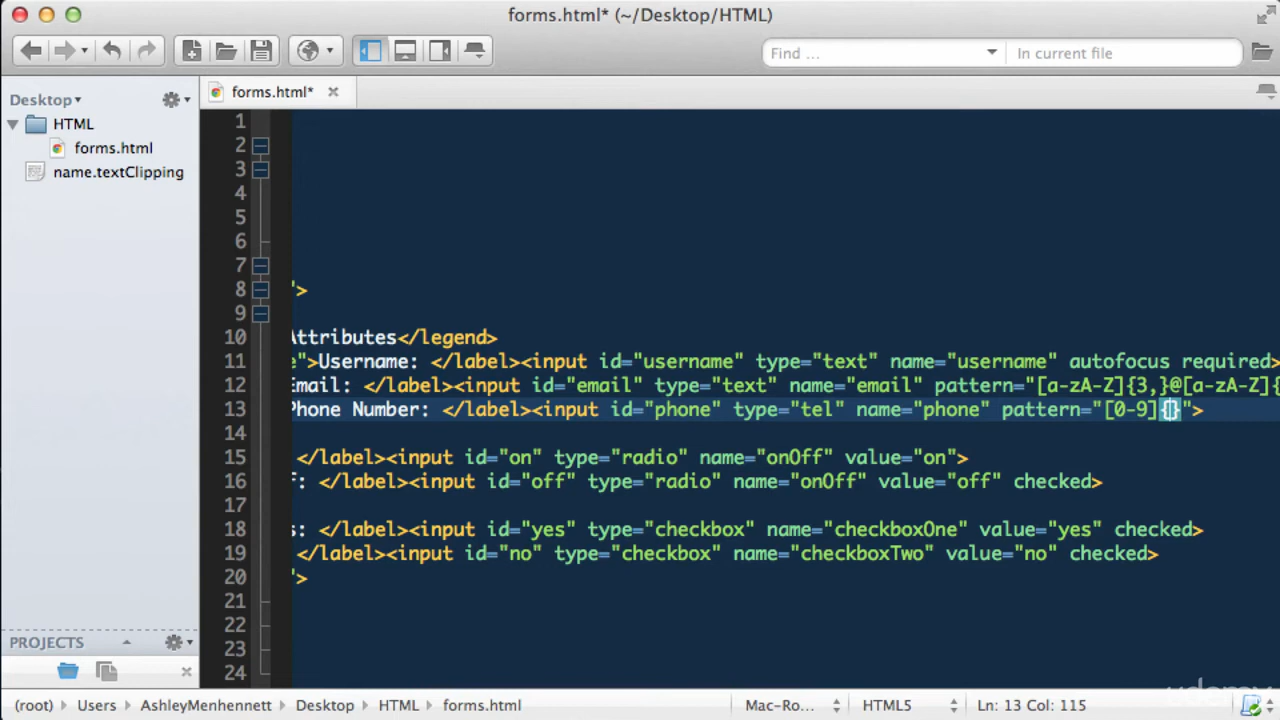 forms.html* (~/Desktop/HTML)
Find ...
In current file
Desktop
forms.html*
HTML
forms.html
name.textClipping
1
2
3
4
5
6
7
8 ">
9
10 Attributes</legend>
11 e">Username: </label><input id="username" type="text" name="username" autofocus required>
12 Email: </label><input id="email" type="text" name="email" pattern="[a-zA-Z]{3,}@[a-zA-Z]{
13 Phone Number: </label><input id="phone" type="tel" name="phone" pattern="[0-9]{}">
14
15 </label><input id="on" type="radio" name="onOff" value="on">
16 f: </label><input id="off" type="radio" name="onOff" value="off" checked>
17
18 s: </label><input id="yes" type="checkbox" name="checkboxOne" value="yes" checked>
19 </label><input id="no" type="checkbox" name="checkboxTwo" value="no" checked>
20 ">
21
22
23
24
PROJECTS
udemy
(root) Users AshleyMenhennett Desktop HTML forms.html
Mac-Ro...
HTML5
Ln: 13 Col: 115